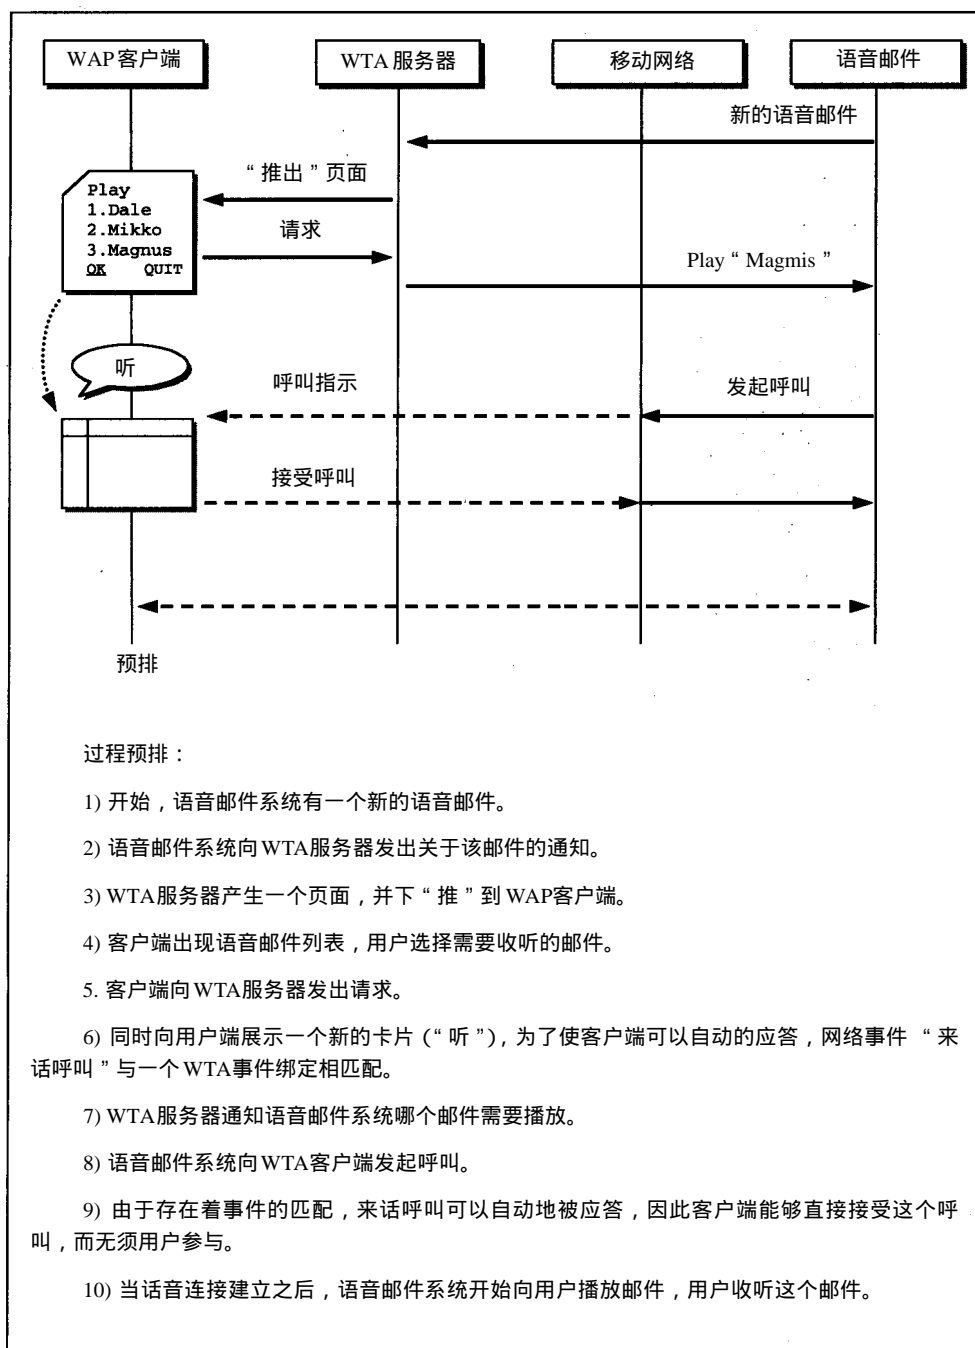 WAP客户端
WTA 服务器
移动网络
语音邮件
新的语音邮件
“推出”页面
Play
1.Dale
2.Mikko
3.Magnus
OK QUIT
请求
Play“Magmis”
听
呼叫指示
发起呼叫
接受呼叫
预排
过程预排：
1) 开始，语音邮件系统有一个新的语音邮件。
2) 语音邮件系统向WTA服务器发出关于该邮件的通知。
3) WTA服务器产生一个页面，并下“推”到 WAP客户端。
4) 客户端出现语音邮件列表，用户选择需要收听的邮件。
5. 客户端向WTA服务器发出请求。
6) 同时向用户端展示一个新的卡片 (“听”)，为了使客户端可以自动的应答，网络事件 “来
话呼叫”与一个WTA事件绑定相匹配。
7) WTA服务器通知语音邮件系统哪个邮件需要播放。
8) 语音邮件系统向WTA客户端发起呼叫。
9) 由于存在着事件的匹配，来话呼叫可以自动地被应答，因此客户端能够直接接受这个呼
叫，而无须用户参与。
10) 当话音连接建立之后，语音邮件系统开始向用户播放邮件，用户收听这个邮件。